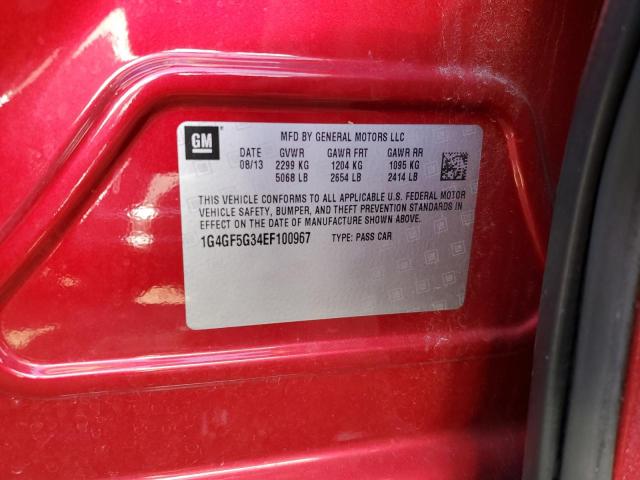 GM
MFD BY GENERAL MOTORS LLC
DATE GVWR GAWR FRT GAWR RR
08/13 2299 KG 1204 KG 1095 KG
5068 LB 2654 LB 2414 LB
THIS VEHICLE CONFORMS TO ALL APPLICABLE U.S. FEDERAL MOTOR
VEHICLE SAFETY, BUMPER, AND THEFT PREVENTION STANDARDS IN
EFFECT ON THE DATE OF MANUFACTURE SHOWN ABOVE.
1G4GF5G34EF100967 TYPE: PASS CAR